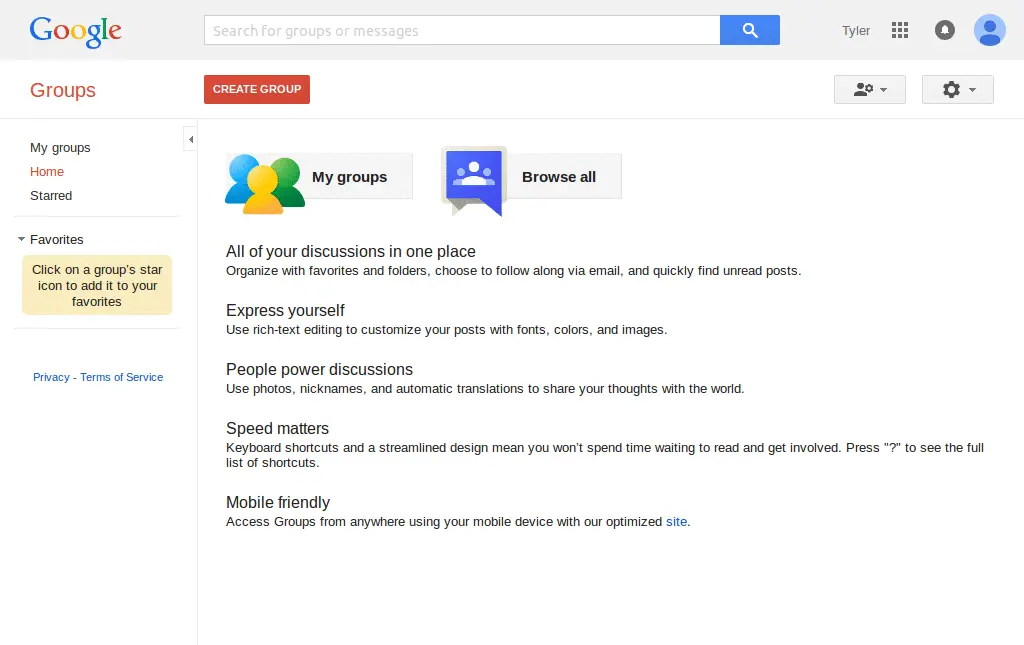 Google
Search for groups or messages
Tyler
Groups
CREATE GROUP
My groups
Home
Starred
Favorites
Click on a group's star
icon to add it to your
favorites
Privacy - Terms of Service
My groups
Browse all
All of your discussions in one place
Organize with favorites and folders, choose to follow along via email, and quickly find unread posts.
Express yourself
Use rich-text editing to customize your posts with fonts, colors, and images.
People power discussions
Use photos, nicknames, and automatic translations to share your thoughts with the world.
Speed matters
Keyboard shortcuts and a streamlined design mean you won't spend time waiting to read and get involved. Press "?" to see the full
list of shortcuts.
Mobile friendly
Access Groups from anywhere using your mobile device with our optimized site.